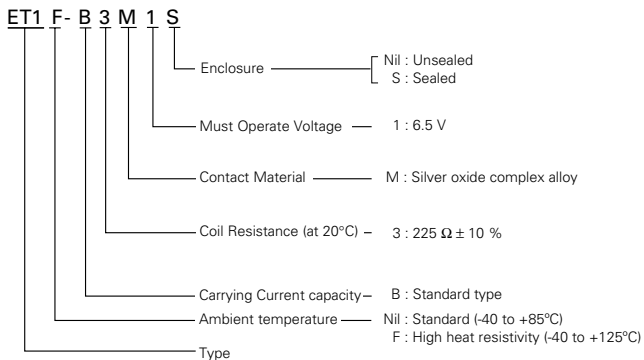 ET1 F- B 3 M 1 S
Enclosure
Nil : Unsealed
S : Sealed
Must Operate Voltage
1 : 6.5 V
Contact Material
M : Silver oxide complex alloy
Coil Resistance (at 20°C)
3 : 225 Ω ± 10 %
Carrying Current capacity
B : Standard type
Ambient temperature
Nil : Standard (-40 to +85°C)
F : High heat resistivity (-40 to +125°C)
Type